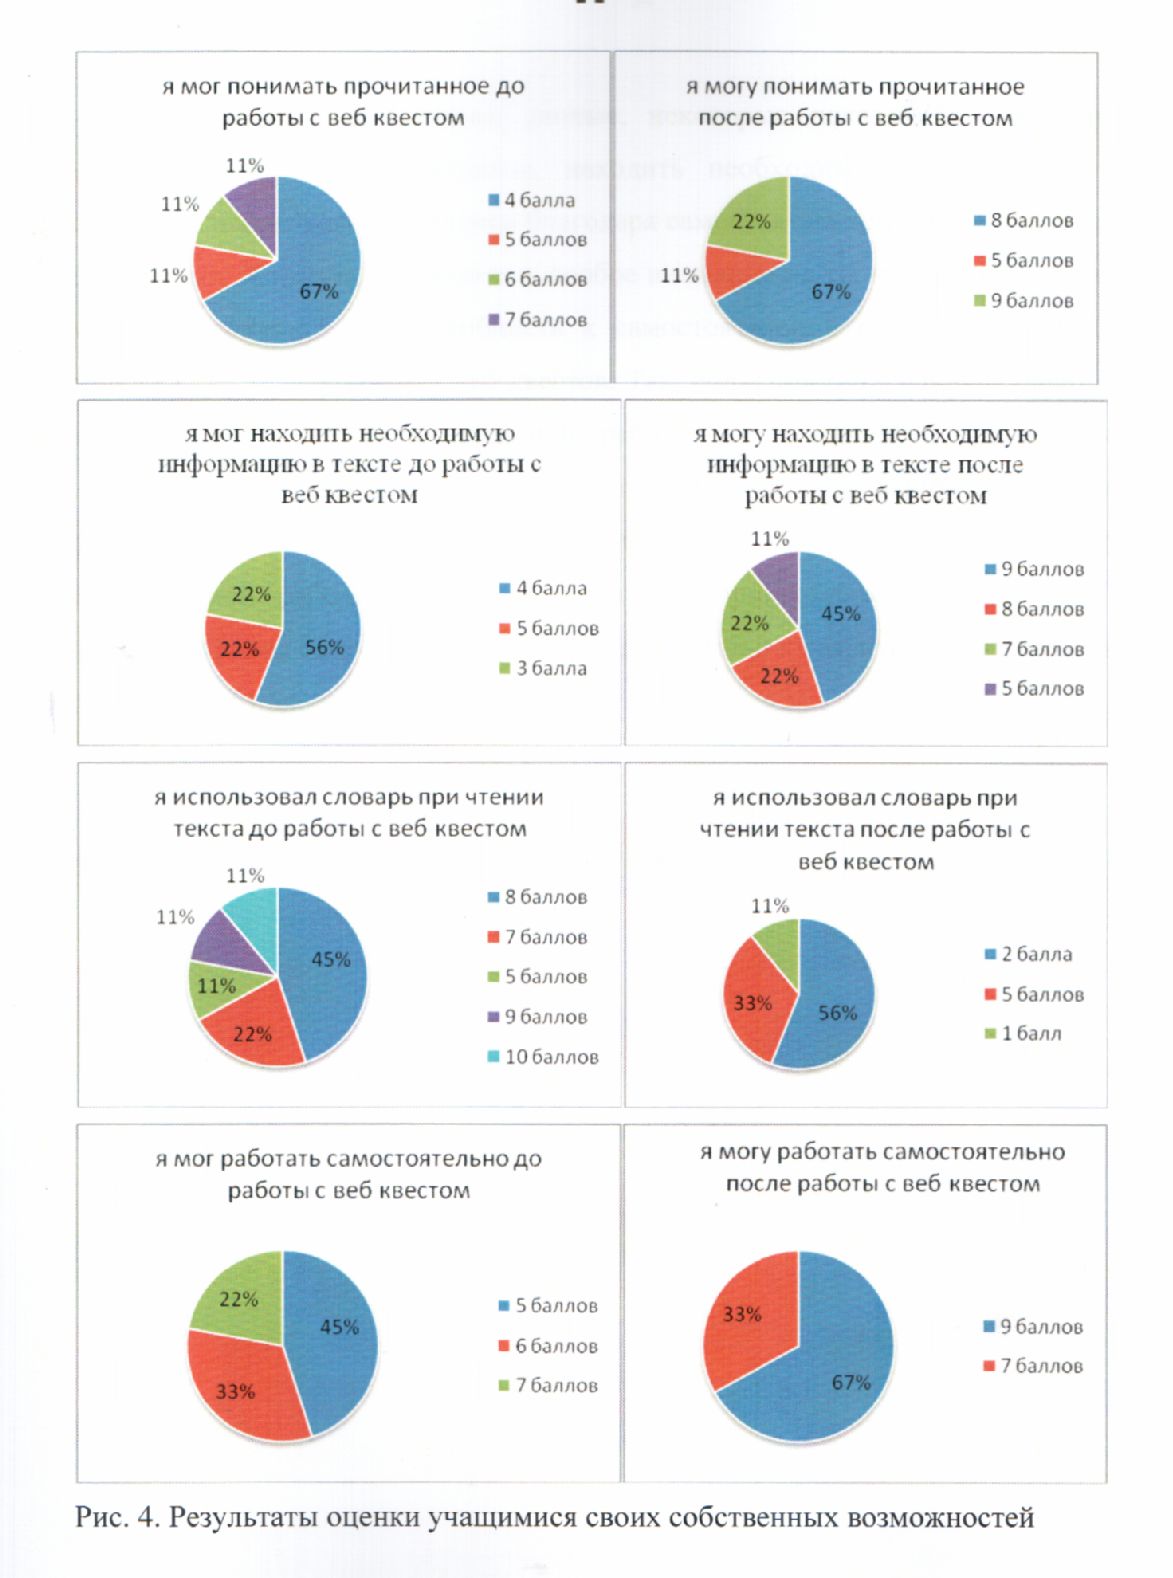 я мог понимать прочитанное до
работы с веб квестом
11%
11%
11%
67%
4 балла
5 баллов
6 баллов
7 баллов
я могу понимать прочитанное
после работы с веб квестом
22%
11%
67%
8 баллов
5 баллов
9 баллов
я мог находить необходимую
информацию в тексте до работы с
веб квестом
22%
22%
56%
4 балла
5 баллов
3 балла
я могу находить необходимую
информацию в тексте после
работы с веб квестом
11%
45%
22%
22%
9 баллов
8 баллов
7 баллов
5 баллов
я использовал словарь при чтении
текста до работы с веб квестом
11%
11%
45%
11%
22%
8 баллов
7 баллов
5 баллов
9 баллов
10 баллов
я использовал словарь при
чтении текста после работы с
веб квестом
11%
33%
56%
2 балла
5 баллов
1 балл
я мог работать самостоятельно до
работы с веб квестом
22%
45%
33%
5 баллов
6 баллов
7 баллов
я могу работать самостоятельно
после работы с веб квестом
33%
67%
9 баллов
7 баллов
Рис. 4. Результаты оценки учащимися своих собственных возможностей